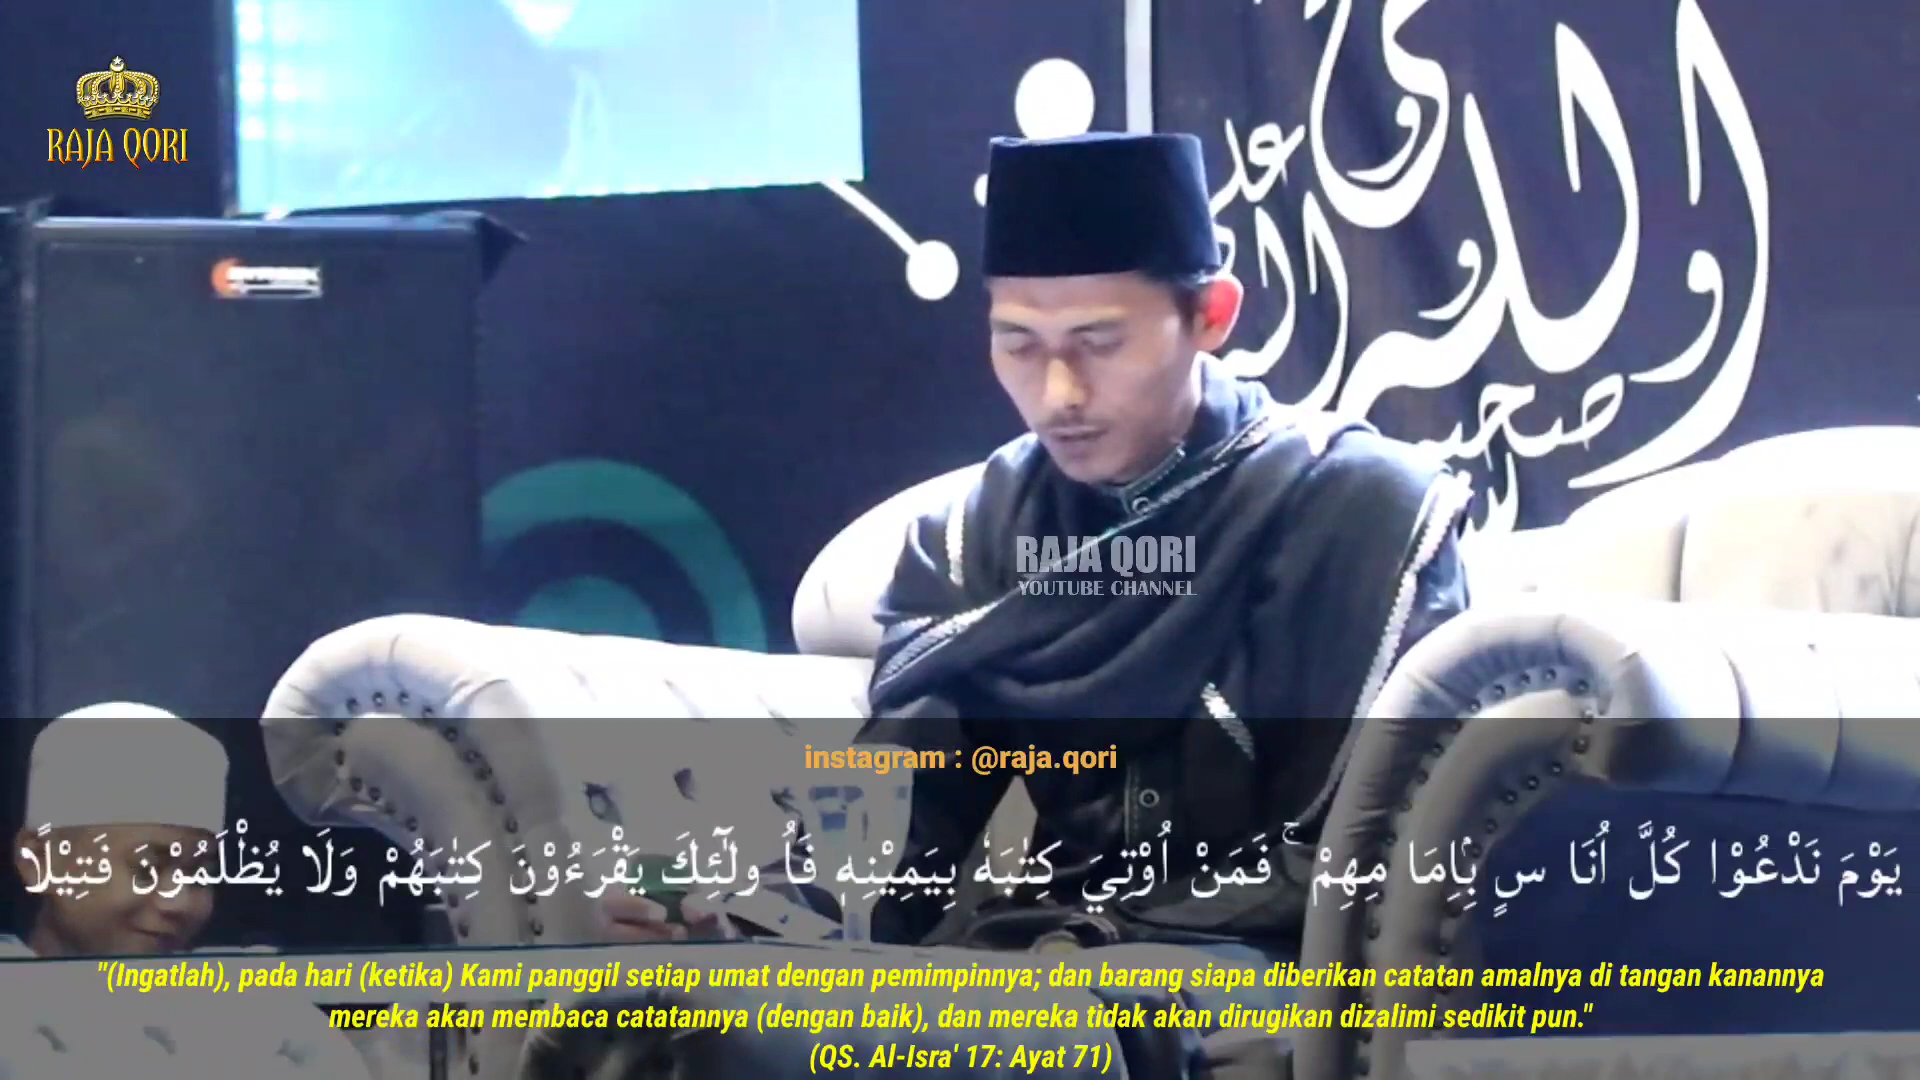 RAJA QORI
RAJA QORI
YOUTUBE CHANNEL
instagram : @raja.qori
يَوْمَ نَدْعُوْا كُلَّ اُنَا سٍ بِۢاِمَا مِهِمْ ۚ فَمَنْ اُوْتِيَ كِتٰبَهٗ بِيَمِيْنِهٖ فَاُ ولٰٓئِكَ يَقْرَءُوْنَ كِتٰبَهُمْ وَلَا يُظْلَمُوْنَ فَتِيْلًا
"(Ingatlah), pada hari (ketika) Kami panggil setiap umat dengan pemimpinnya; dan barang siapa diberikan catatan amalnya di tangan kanannya
mereka akan membaca catatannya (dengan baik), dan mereka tidak akan dirugikan dizalimi sedikit pun."
(QS. Al-Isra' 17: Ayat 71)